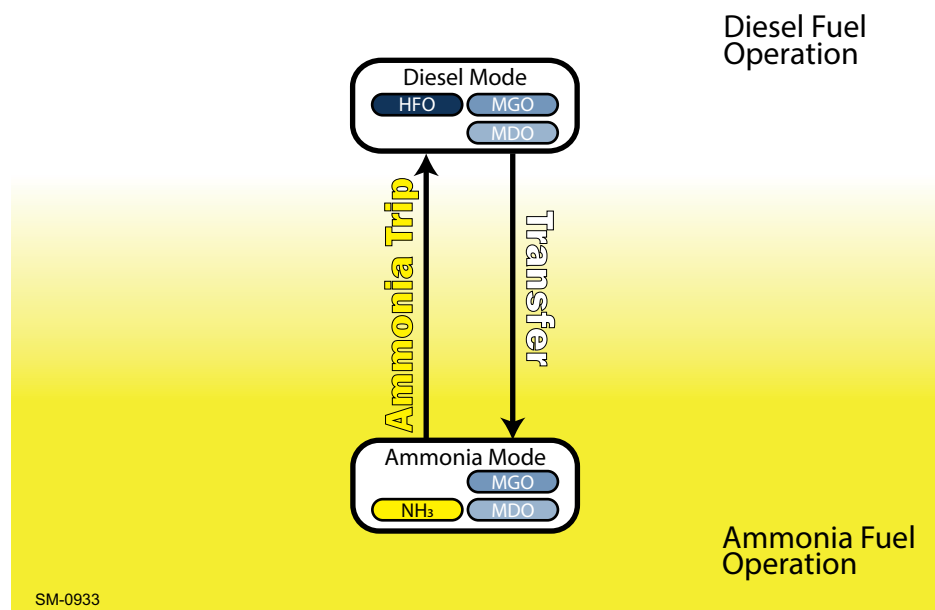 Diesel Fuel
Operation
Diesel Mode
HFO
MGO
MDO
Ammonia Trip
Transfer
Ammonia Mode
MGO
NH₃
MDO
Ammonia Fuel
Operation
SM-0933